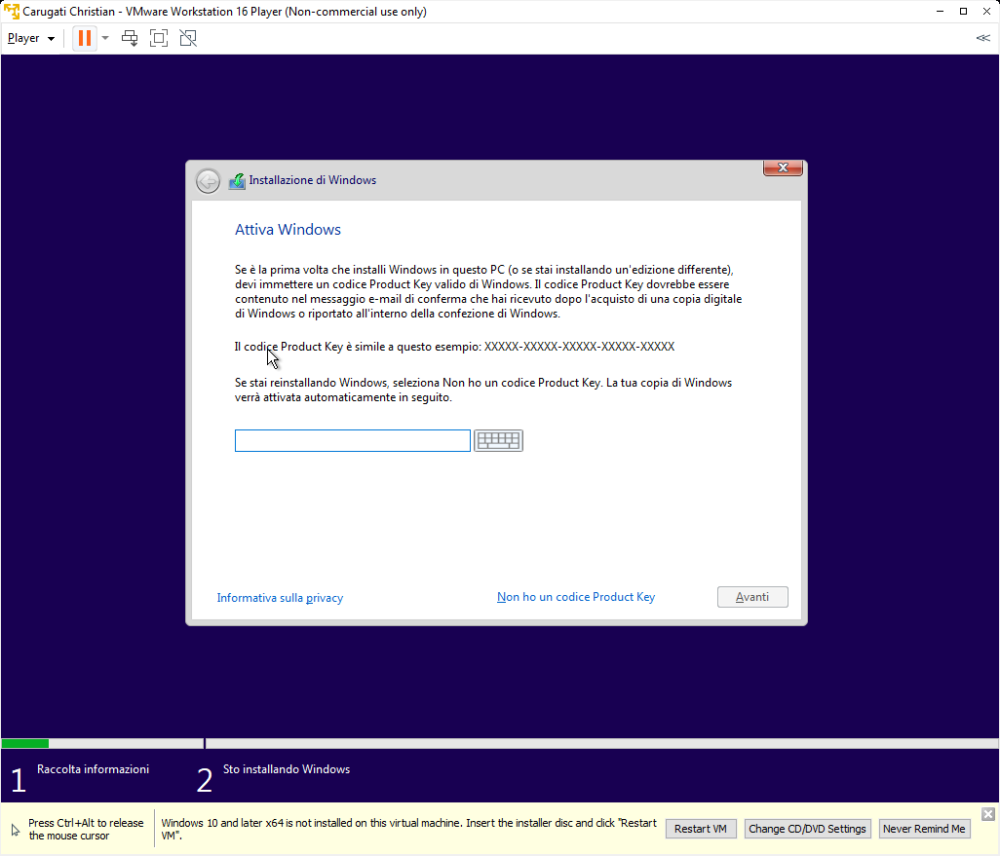 Carugati Christian - VMware Workstation 16 Player (Non-commercial use only)
Player
Installazione di Windows
Attiva Windows
Se è la prima volta che installi Windows in questo PC (o se stai installando un'edizione differente),
devi immettere un codice Product Key valido di Windows. Il codice Product Key dovrebbe essere
contenuto nel messaggio e-mail di conferma che hai ricevuto dopo l'acquisto di una copia digitale
di Windows o riportato all'interno della confezione di Windows.
Il codice Product Key è simile a questo esempio: XXXXX-XXXXX-XXXXX-XXXXX-XXXXX
Se stai reinstallando Windows, seleziona Non ho un codice Product Key. La tua copia di Windows
verrà attivata automaticamente in seguito.
Informativa sulla privacy
Non ho un codice Product Key
Avanti
1
Raccolta informazioni
2
Sto installando Windows
Press Ctrl+Alt to release
the mouse cursor
Windows 10 and later x64 is not installed on this virtual machine. Insert the installer disc and click "Restart
VM".
Restart VM
Change CD/DVD Settings
Never Remind Me